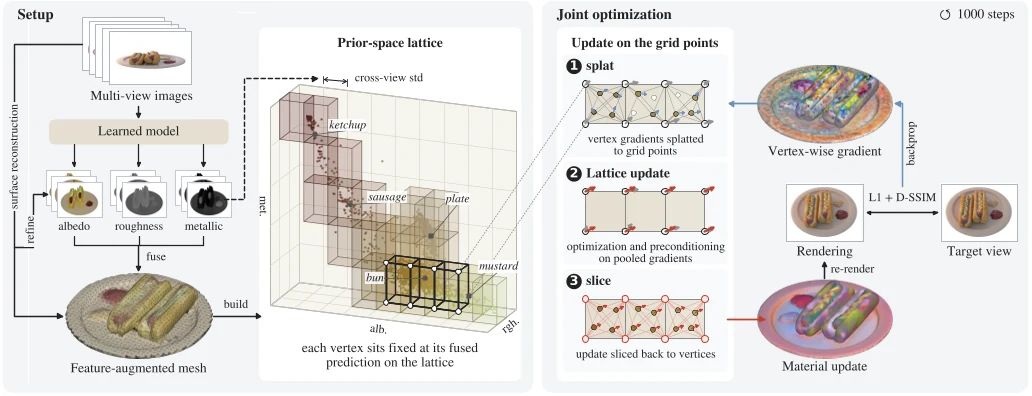 Setup
Multi-view images
Learned model
surface reconstruction
refine
albedo
roughness
metallic
fuse
Feature-augmented mesh
build
Prior-space lattice
cross-view std
ketchup
sausage
plate
bun
mustard
met.
alb.
rgh.
each vertex sits fixed at its fused
prediction on the lattice
Joint optimization
1000 steps
Update on the grid points
1 splat
vertex gradients splatted
to grid points
2 Lattice update
optimization and preconditioning
on pooled gradients
3 slice
update sliced back to vertices
Vertex-wise gradient
backprop
L1 + D-SSIM
Rendering
Target view
re-render
Material update